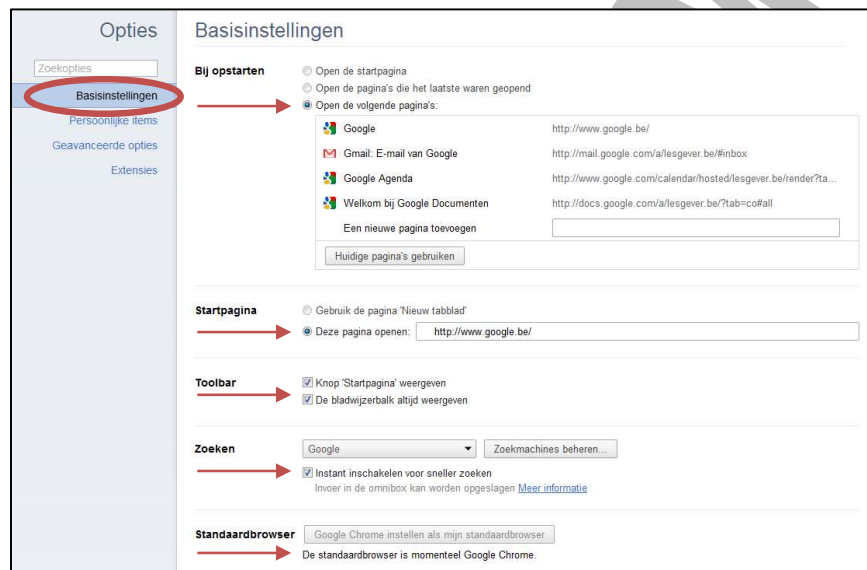 Opties
Basisinstellingen
Zoekopties
Basisinstellingen
Persoonlijke items
Geavanceerde opties
Extensies
Bij opstarten
Open de startpagina
Open de pagina's die het laatste waren geopend
Open de volgende pagina's:
Google http://www.google.be/
Gmail: E-mail van Google http://mail.google.com/a/lesgever.be/#inbox
Google Agenda http://www.google.com/calendar/hosted/lesgever.be/render?ta...
Welkom bij Google Documenten http://docs.google.com/a/lesgever.be/?tab=co#all
Een nieuwe pagina toevoegen
Huidige pagina's gebruiken
Startpagina
Gebruik de pagina 'Nieuw tabblad'
Deze pagina openen: http://www.google.be/
Toolbar
Knop 'Startpagina' weergeven
De bladwijzerbalk altijd weergeven
Zoeken
Google Zoekmachines beheren...
Instant inschakelen voor sneller zoeken
Invoer in de omnibox kan worden opgeslagen Meer informatie
Standaardbrowser
Google Chrome instellen als mijn standaardbrowser
De standaardbrowser is momenteel Google Chrome.